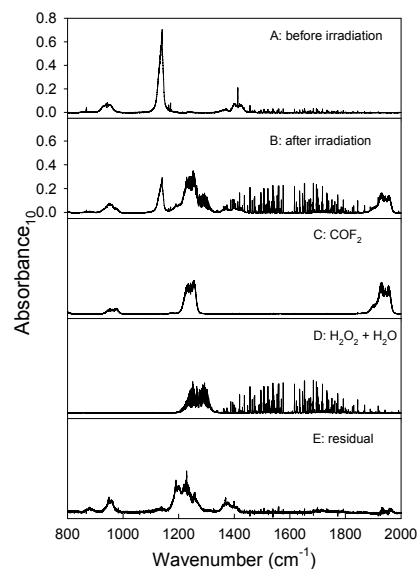 0.8
A: before irradiation
0.6
0.4
0.2
0.0
B: after irradiation
0.6
0.4
0.2
0.0
C: COF₂
D: H₂O₂ + H₂O
E: residual
Absorbance₁₀
800 1000 1200 1400 1600 1800 2000
Wavenumber (cm⁻¹)